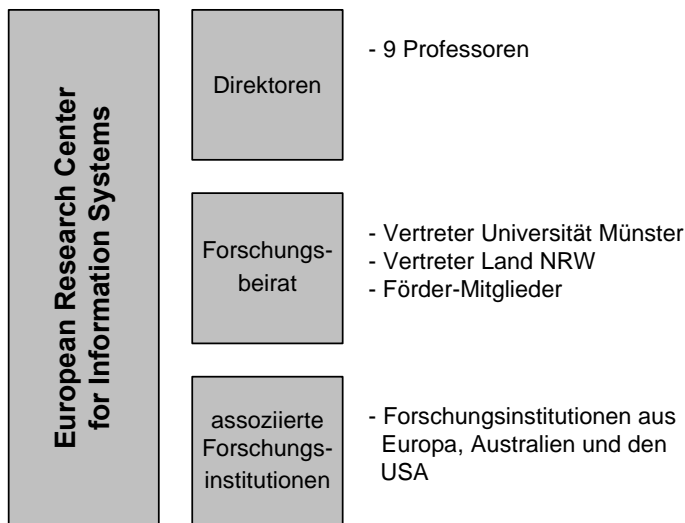 European Research Center
for Information Systems
Direktoren
- 9 Professoren
Forschungs-
beirat
- Vertreter Universität Münster
- Vertreter Land NRW
- Förder-Mitglieder
assoziierte
Forschungs-
institutionen
- Forschungsinstitutionen aus
Europa, Australien und den
USA